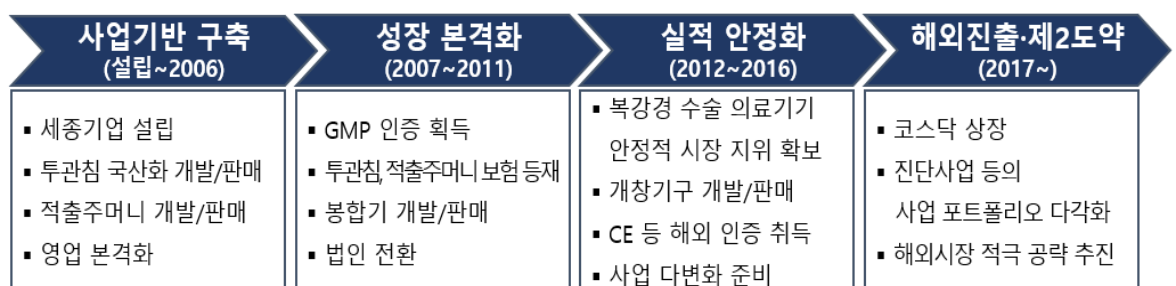 사업기반 구축
(설립~2006)
▪ 세종기업 설립
▪ 투관침 국산화 개발/판매
▪ 적출주머니 개발/판매
▪ 영업 본격화
성장 본격화
(2007~2011)
▪ GMP 인증 획득
▪ 투관침,적출주머니 보험 등재
▪ 봉합기 개발/판매
▪ 법인 전환
실적 안정화
(2012~2016)
▪ 복강경 수술 의료기기
안정적 시장 지위 확보
▪ 개창기구 개발/판매
▪ CE 등 해외 인증 취득
▪ 사업 다변화 준비
해외진출·제2도약
(2017~)
▪ 코스닥 상장
▪ 진단사업 등의
사업 포트폴리오 다각화
▪ 해외시장 적극 공략 추진